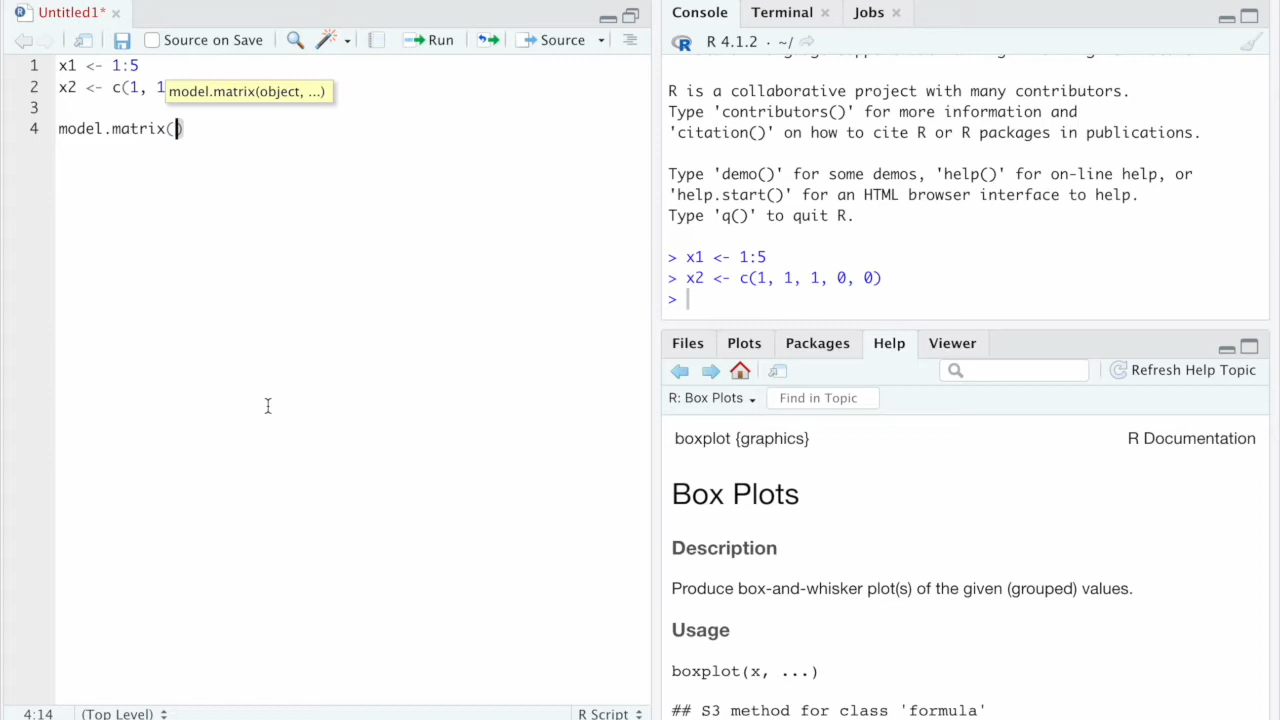 Untitled1*
Source on Save
Run
Source
1 x1 <- 1:5
2 x2 <- c(1, 1
model.matrix(object, ...)
3
4 model.matrix()
4:14 (Top Level) R Script
Console Terminal Jobs
R 4.1.2 · ~/
R is a collaborative project with many contributors.
Type 'contributors()' for more information and
'citation()' on how to cite R or R packages in publications.
Type 'demo()' for some demos, 'help()' for on-line help, or
'help.start()' for an HTML browser interface to help.
Type 'q()' to quit R.
> x1 <- 1:5
> x2 <- c(1, 1, 1, 0, 0)
>
Files Plots Packages Help Viewer
Refresh Help Topic
R: Box Plots Find in Topic
boxplot {graphics} R Documentation
Box Plots
Description
Produce box-and-whisker plot(s) of the given (grouped) values.
Usage
boxplot(x, ...)
## S3 method for class 'formula'